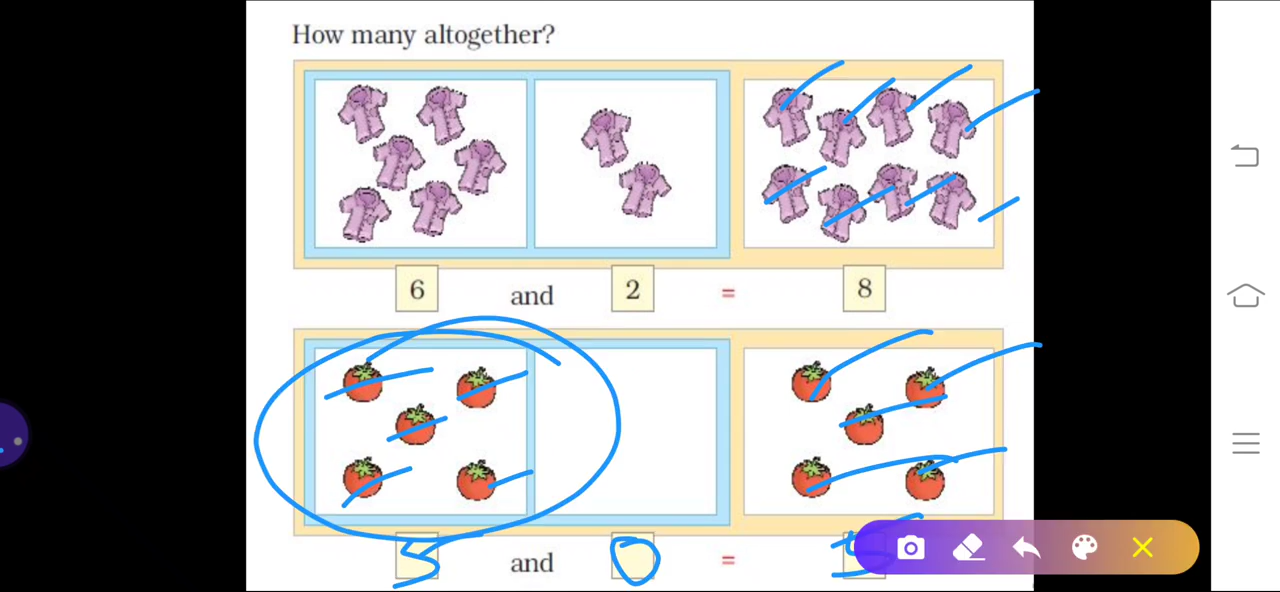 How many altogether?
6 and 2 = 8
5 and 0 =